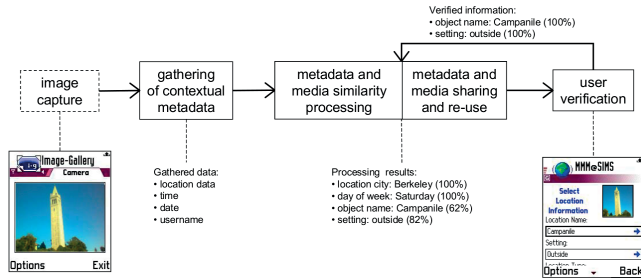 Verified information:
• object name: Campanile (100%)
• setting: outside (100%)
image
capture
gathering
of contextual
metadata
metadata and
media similarity
processing
metadata and
media sharing
and re-use
user
verification
Image-Gallery
Camera
Options Exit
Gathered data:
• location data
• time
• date
• username
Processing results:
• location city: Berkeley (100%)
• day of week: Saturday (100%)
• object name: Campanile (62%)
• setting: outside (82%)
MMM@SIMS
Select
Location
Information
Location Name:
Campanile
Setting:
Outside
Options Back